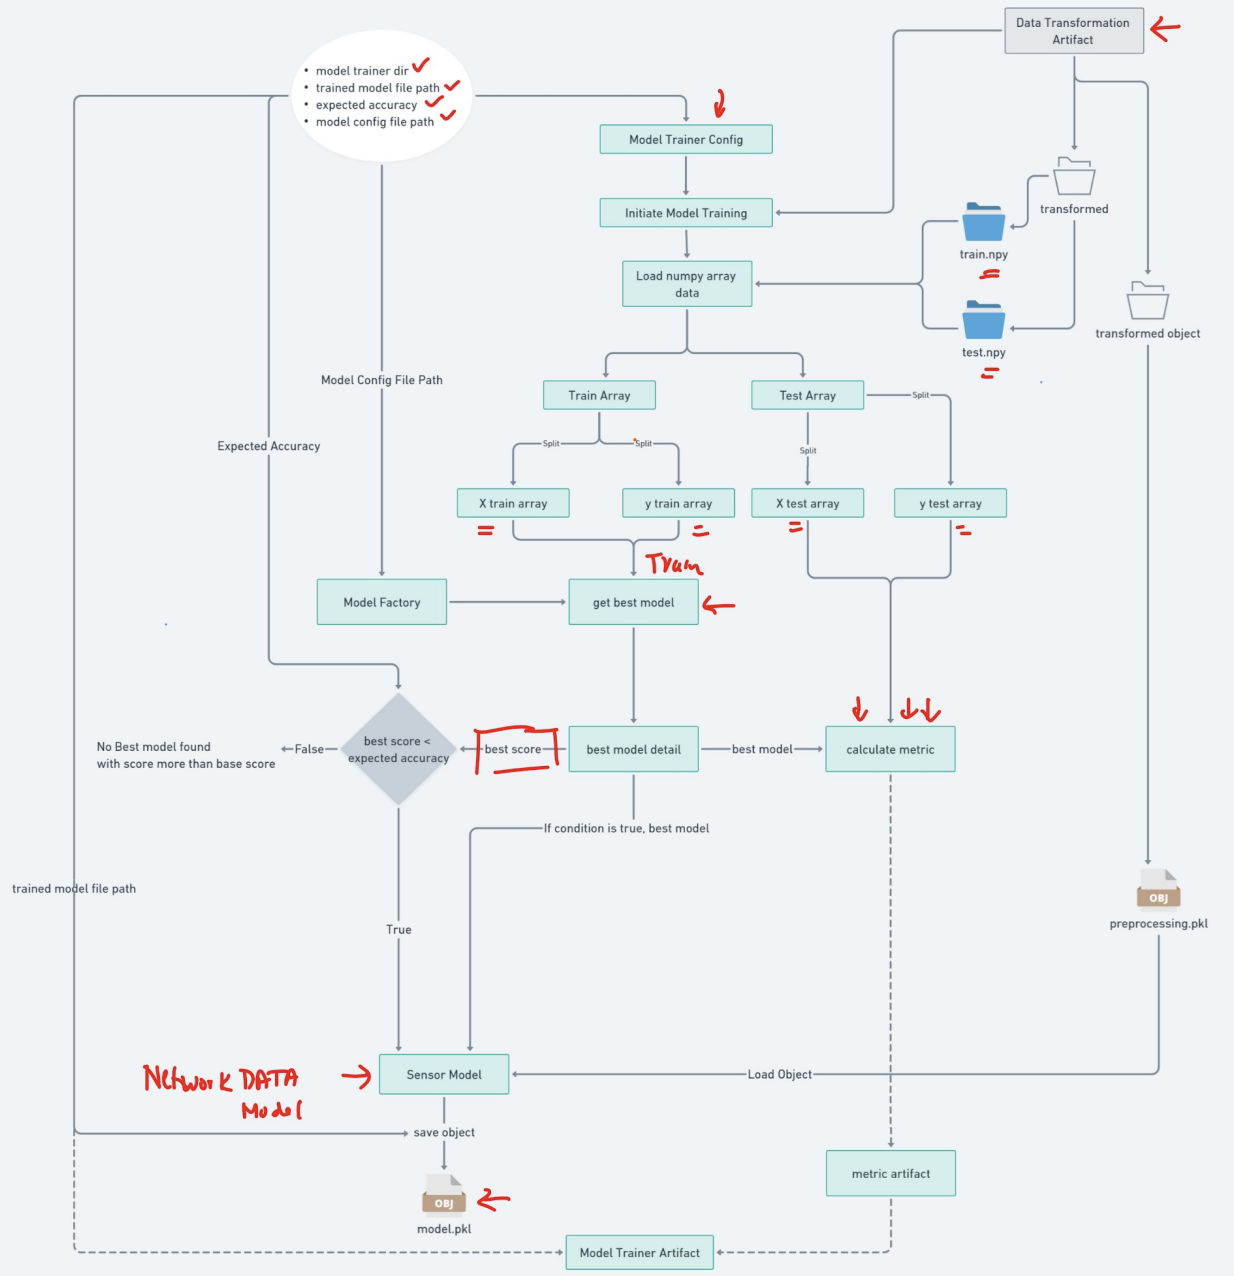 Data Transformation
Artifact
• model trainer dir
• trained model file path
• expected accuracy
• model config file path
Model Trainer Config
Initiate Model Training
transformed
train.npy
Load numpy array
data
transformed object
test.npy
Model Config File Path
Train Array
Test Array
Split
Split
Split
Split
Expected Accuracy
X train array
y train array
X test array
y test array
Train
Model Factory
get best model
best score <
expected accuracy
False
No Best model found
with score more than base score
best score
best model detail
best model
calculate metric
If condition is true, best model
trained model file path
True
preprocessing.pkl
OBJ
Network DATA
Model
Sensor Model
Load Object
save object
metric artifact
OBJ
model.pkl
Model Trainer Artifact